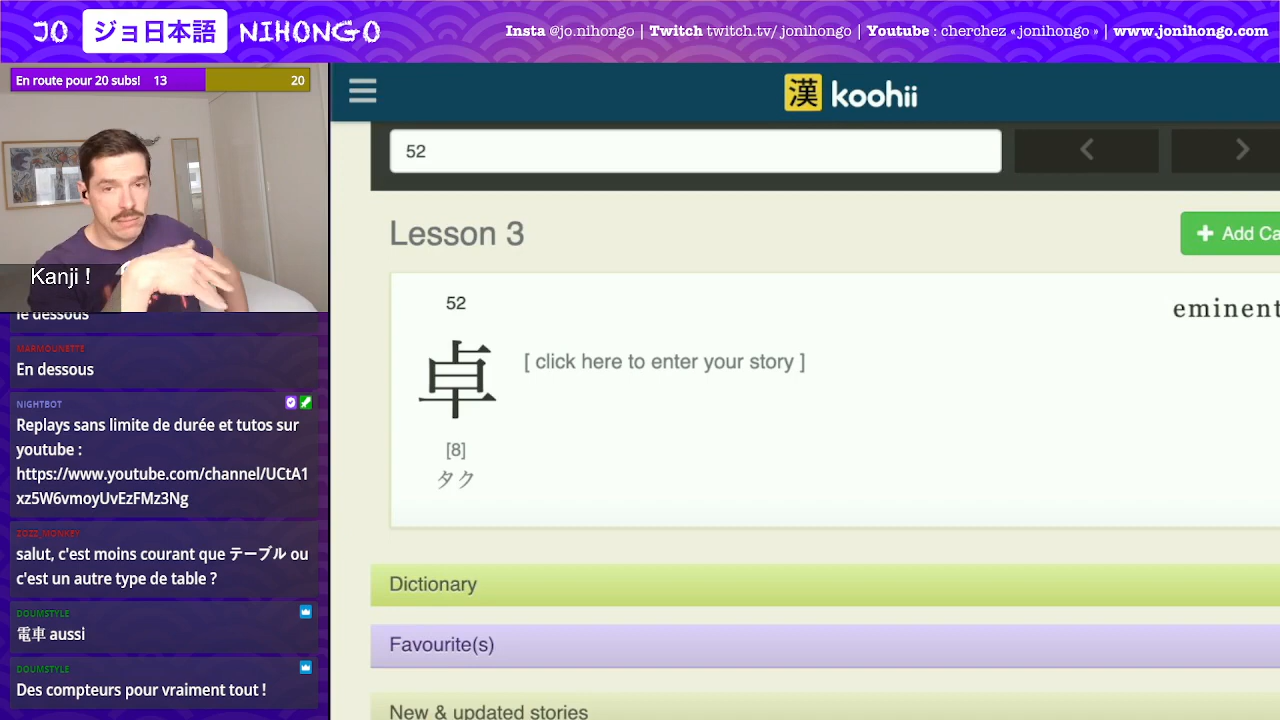 JO ジョ日本語 NIHONGO
Insta @jo.nihongo | Twitch twitch.tv/ jonihongo | Youtube : cherchez « jonihongo » | www.jonihongo.com
En route pour 20 subs! 13 20
Kanji !
le dessous
MARMOUNETTE
En dessous
NIGHTBOT
Replays sans limite de durée et tutos sur
youtube :
https://www.youtube.com/channel/UCtA1
xz5W6vmoyUvEzFMz3Ng
ZOZZ_MONKEY
salut, c'est moins courant que テーブル ou
c'est un autre type de table ?
DOUMSTYLE
電車 aussi
DOUMSTYLE
Des compteurs pour vraiment tout !
漢 koohii
52
Lesson 3
+ Add Ca
52
eminent
卓
[ click here to enter your story ]
[8]
タク
Dictionary
Favourite(s)
New & updated stories